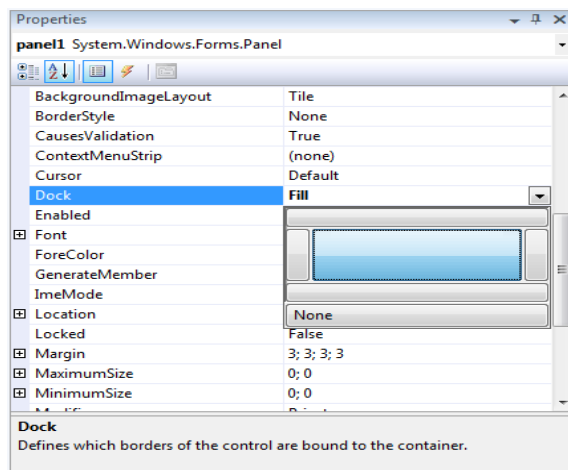 Properties
panel1 System.Windows.Forms.Panel
BackgroundImageLayout Tile
BorderStyle None
CausesValidation True
ContextMenuStrip (none)
Cursor Default
Dock Fill
Enabled
Font
ForeColor
GenerateMember
ImeMode
Location None
Locked False
Margin 3; 3; 3; 3
MaximumSize 0; 0
MinimumSize 0; 0
Dock
Defines which borders of the control are bound to the container.